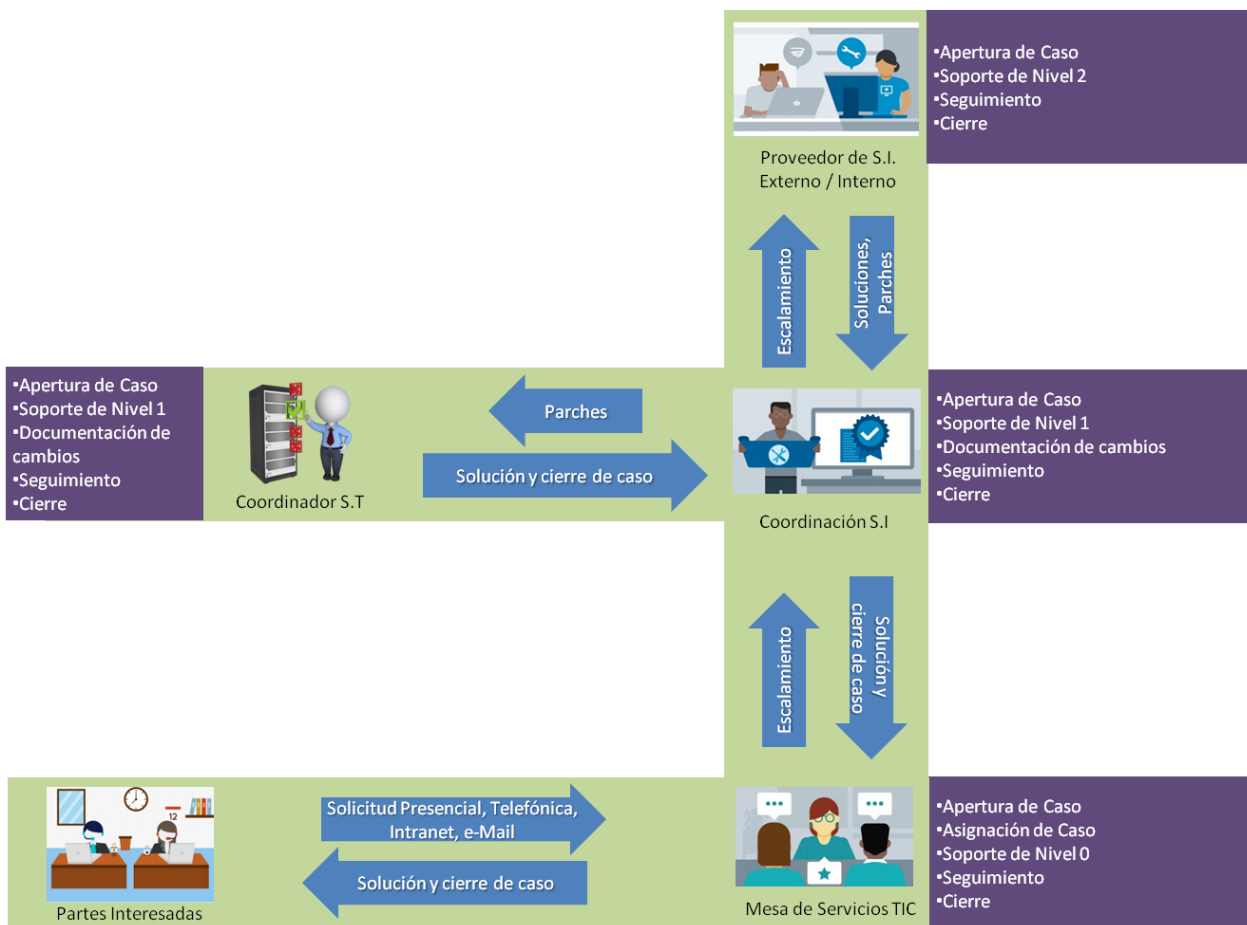 ▪Apertura de Caso
▪Soporte de Nivel 2
▪Seguimiento
▪Cierre
Proveedor de S.I.
Externo / Interno
Escalamiento
Soluciones,
Parches
▪Apertura de Caso
▪Soporte de Nivel 1
▪Documentación de
cambios
▪Seguimiento
▪Cierre
Coordinador S.T
Parches
Solución y cierre de caso
Coordinación S.I
▪Apertura de Caso
▪Soporte de Nivel 1
▪Documentación de cambios
▪Seguimiento
▪Cierre
Escalamiento
Solución y
cierre de caso
12
Partes Interesadas
Solicitud Presencial, Telefónica,
Intranet, e-Mail
Solución y cierre de caso
Mesa de Servicios TIC
▪Apertura de Caso
▪Asignación de Caso
▪Soporte de Nivel 0
▪Seguimiento
▪Cierre